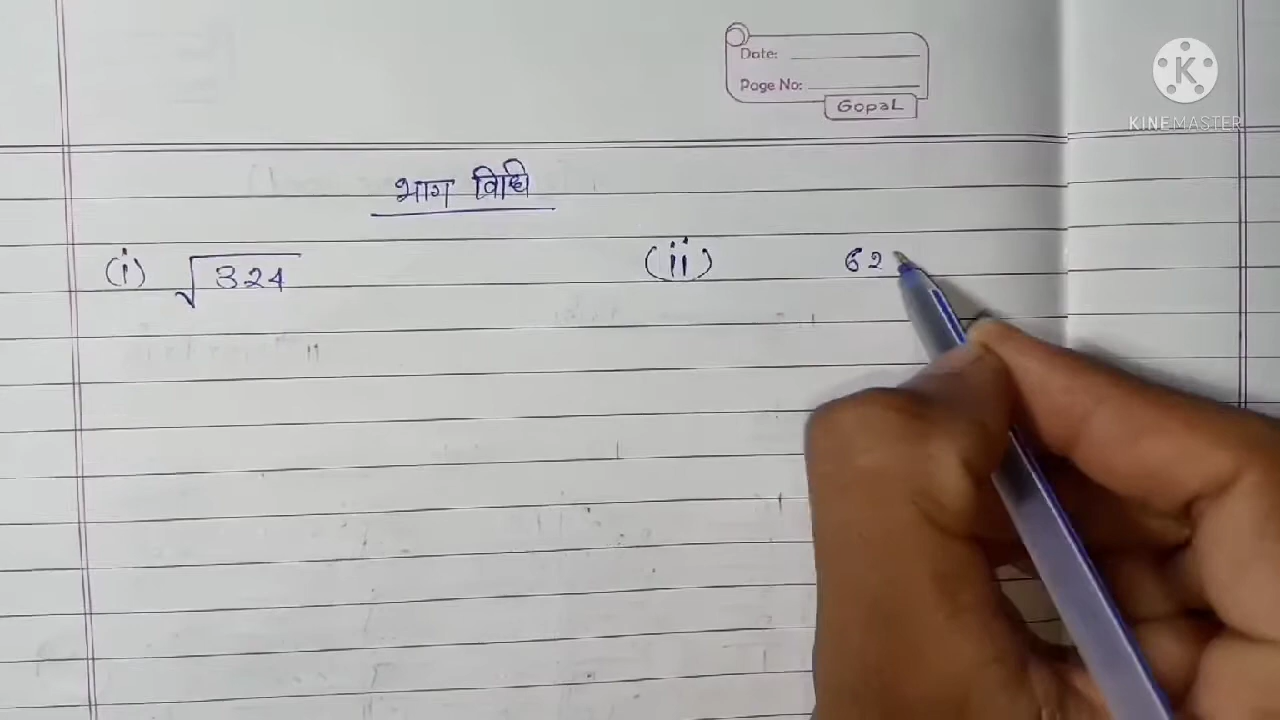 Date:
Page No:
Gopal
K
KINEMASTER
भाग विधि
(i) √324 (ii) 62